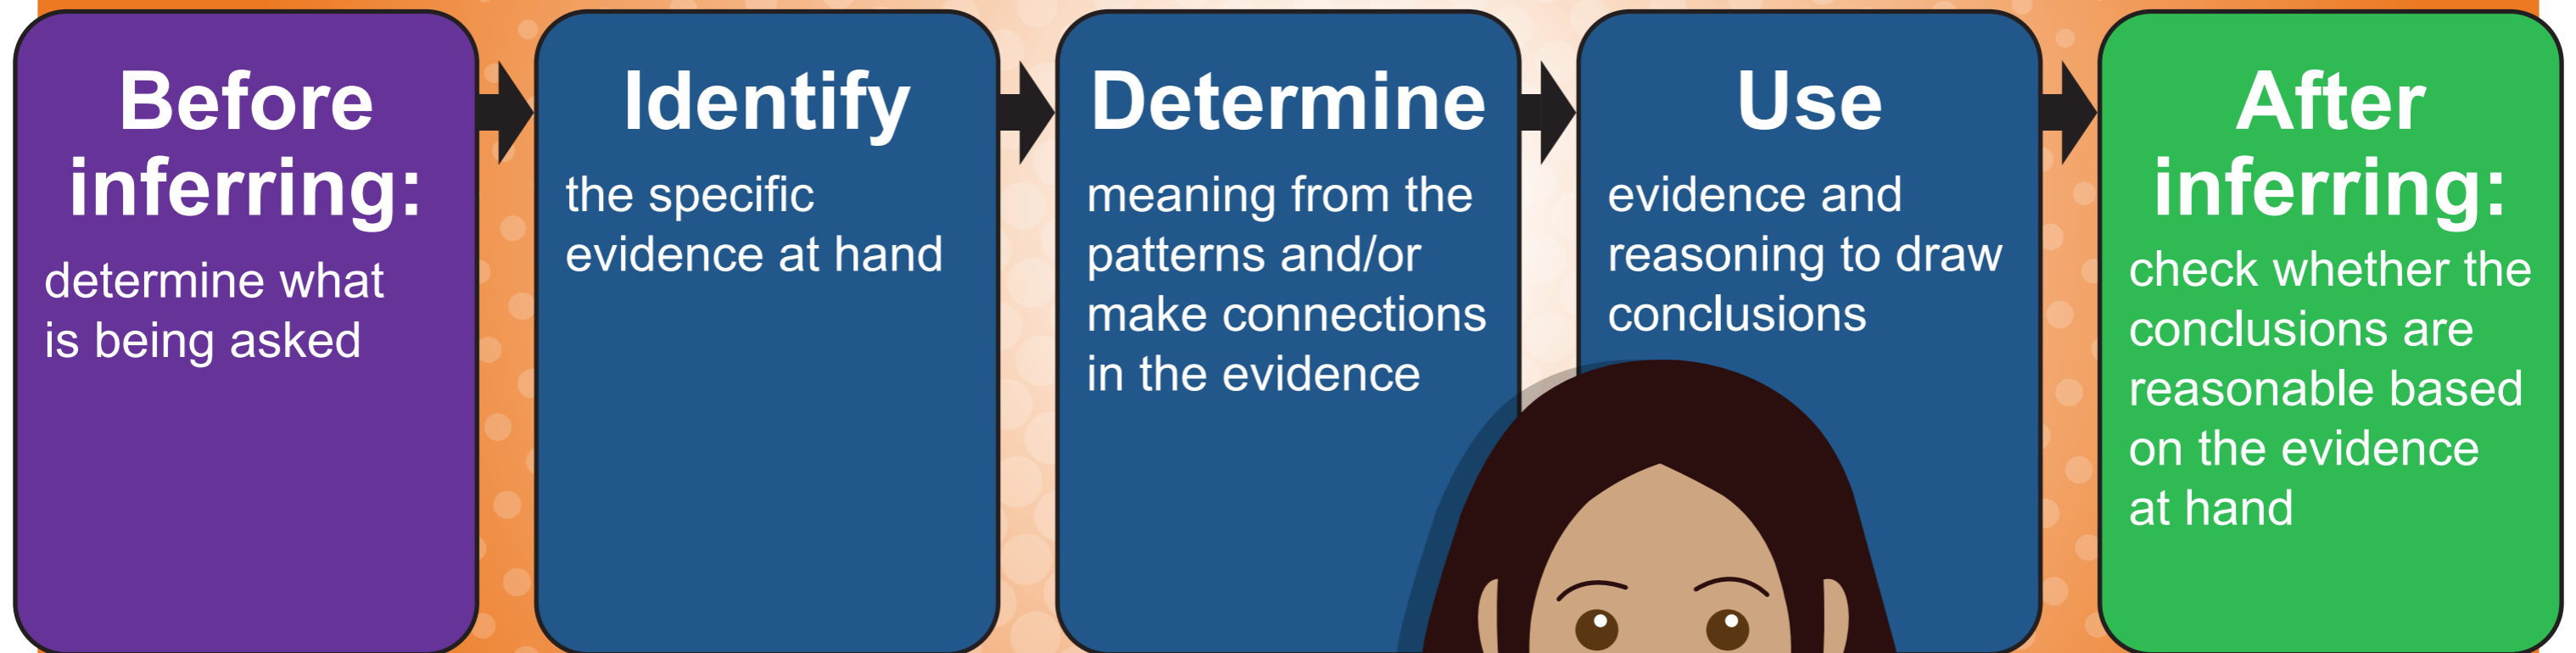 Before
inferring:
determine what
is being asked
Identify
the specific
evidence at hand
Determine
meaning from the
patterns and/or
make connections
in the evidence
Use
evidence and
reasoning to draw
conclusions
After
inferring:
check whether the
conclusions are
reasonable based
on the evidence
at hand